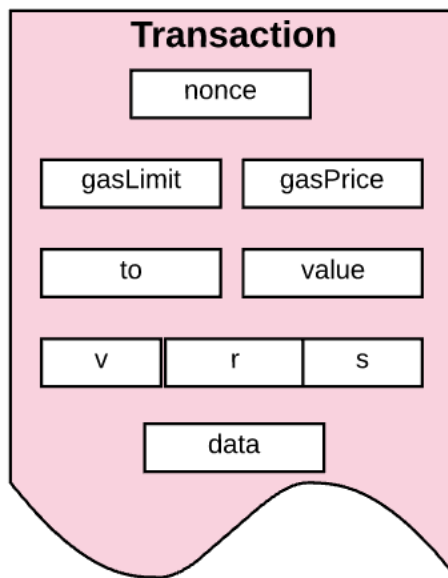 Transaction
nonce
gasLimit gasPrice
to value
v r s
data